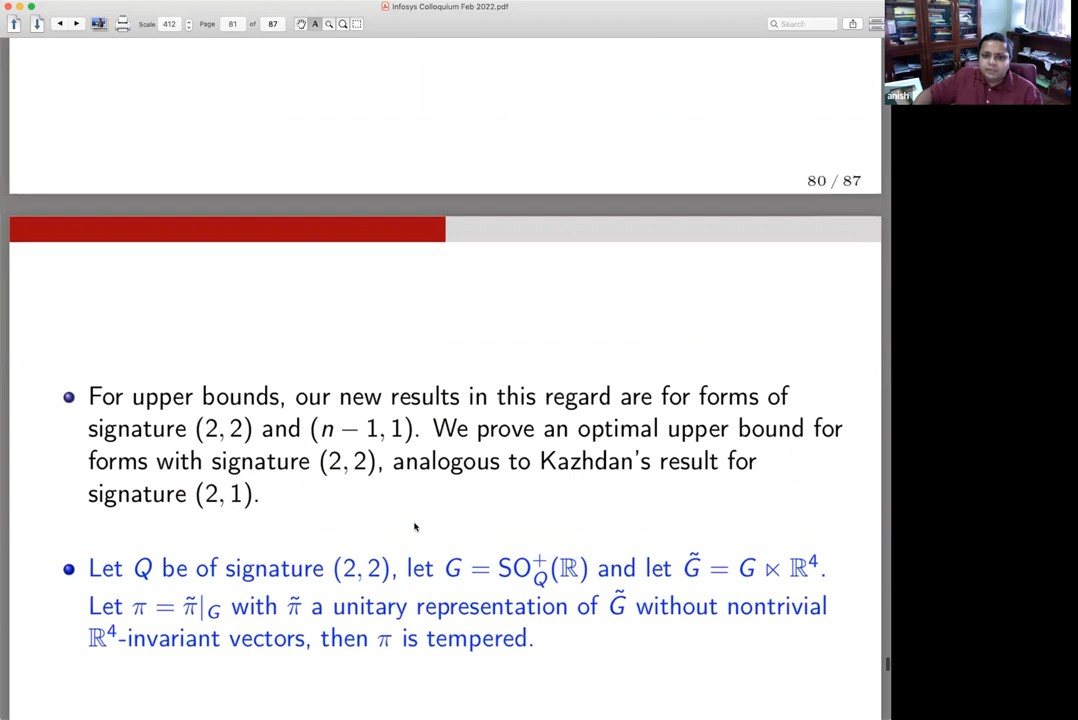 Infosys Colloquium Feb 2022.pdf
Scale 412 Page 81 of 87 A Search
anish
80 / 87
For upper bounds, our new results in this regard are for forms of
signature (2, 2) and (n − 1, 1). We prove an optimal upper bound for
forms with signature (2, 2), analogous to Kazhdan's result for
signature (2, 1).
Let Q be of signature (2, 2), let G = SO⁺_Q(ℝ) and let G̃ = G ⋉ ℝ⁴.
Let π = π̃|_G with π̃ a unitary representation of G̃ without nontrivial
ℝ⁴-invariant vectors, then π is tempered.